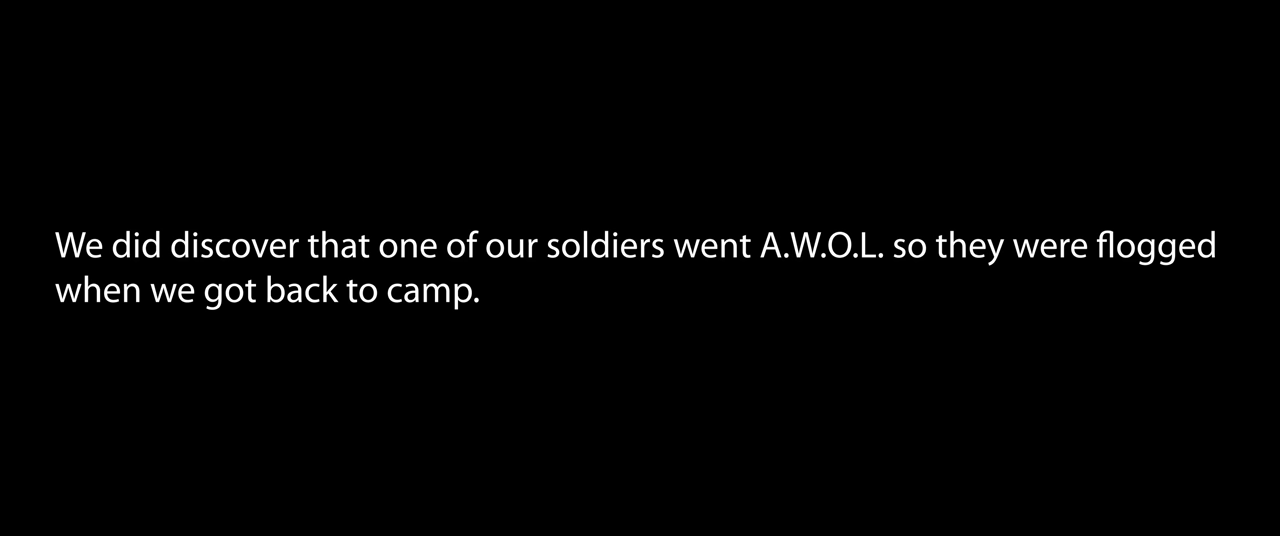 We did discover that one of our soldiers went A.W.O.L. so they were flogged
when we got back to camp.